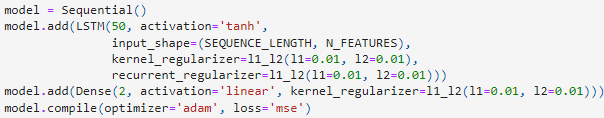 model = Sequential()
model.add(LSTM(50, activation='tanh',
input_shape=(SEQUENCE_LENGTH, N_FEATURES),
kernel_regularizer=l1_l2(l1=0.01, l2=0.01),
recurrent_regularizer=l1_l2(l1=0.01, l2=0.01)))
model.add(Dense(2, activation='linear', kernel_regularizer=l1_l2(l1=0.01, l2=0.01)))
model.compile(optimizer='adam', loss='mse')